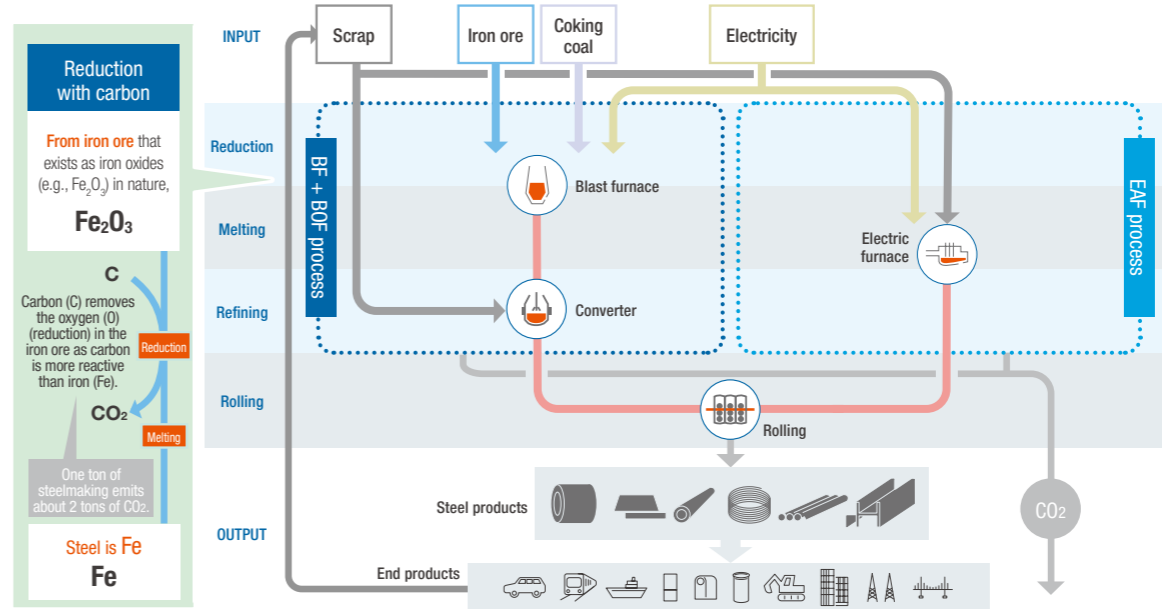 Reduction
with carbon
From iron ore that
exists as iron oxides
(e.g., Fe₂O₃) in nature,
Fe₂O₃
C
Carbon (C) removes
the oxygen (O)
(reduction) in the
iron ore as carbon
is more reactive
than iron (Fe).
Reduction
CO₂
Melting
One ton of
steelmaking emits
about 2 tons of CO₂.
Steel is Fe
Fe
INPUT
Scrap
Iron ore
Coking
coal
Electricity
Reduction
Melting
Refining
Rolling
OUTPUT
BF + BOF process
Blast furnace
Converter
EAF process
Electric
furnace
Rolling
Steel products
CO₂
End products